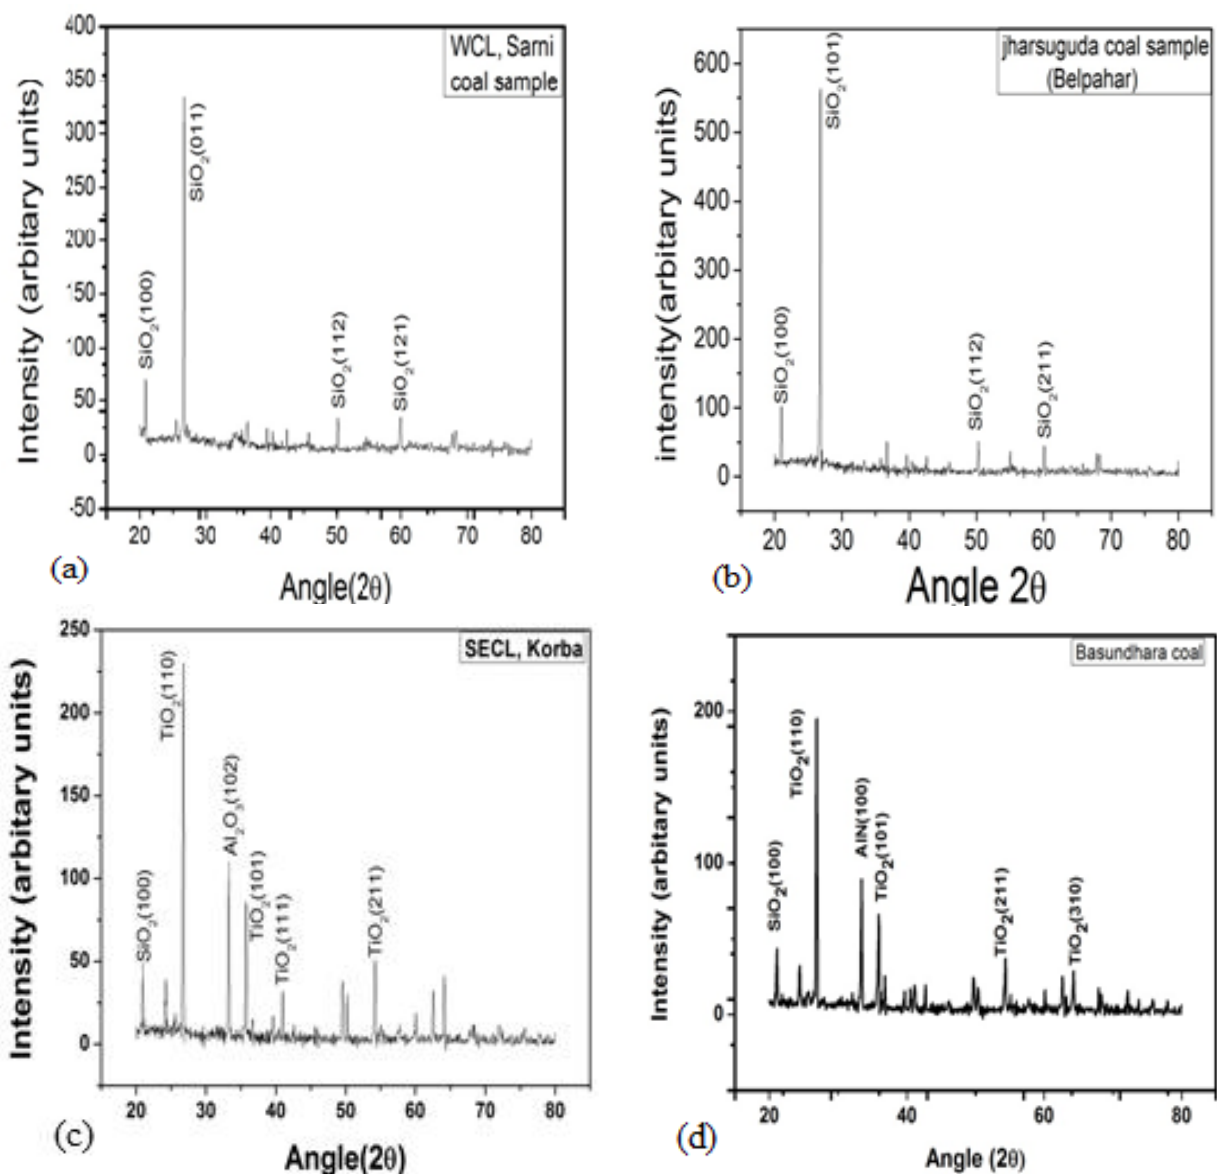 WCL, Sarni
coal sample
Intensity (arbitary units)
400
350
300
250
200
150
100
50
0
-50
SiO2(100)
SiO2(011)
SiO2(112)
SiO2(121)
20 30 40 50 60 70 80
(a)
Angle(2θ)
jharsuguda coal sample
(Belpahar)
intensity(arbitary units)
600
500
400
300
200
100
0
SiO2(100)
SiO2(101)
SiO2(112)
SiO2(211)
20 30 40 50 60 70 80
(b)
Angle 2θ
SECL, Korba
Intensity (arbitary units)
250
200
150
100
50
0
SiO2(100)
TiO2(110)
Al2O3(102)
TiO2(101)
TiO2(111)
TiO2(211)
20 30 40 50 60 70 80
(c)
Angle(2θ)
Basundhara coal
Intensity (arbitary units)
200
100
0
SiO2(100)
TiO2(110)
AlN(100)
TiO2(101)
TiO2(211)
TiO2(310)
20 40 60 80
(d)
Angle (2θ)